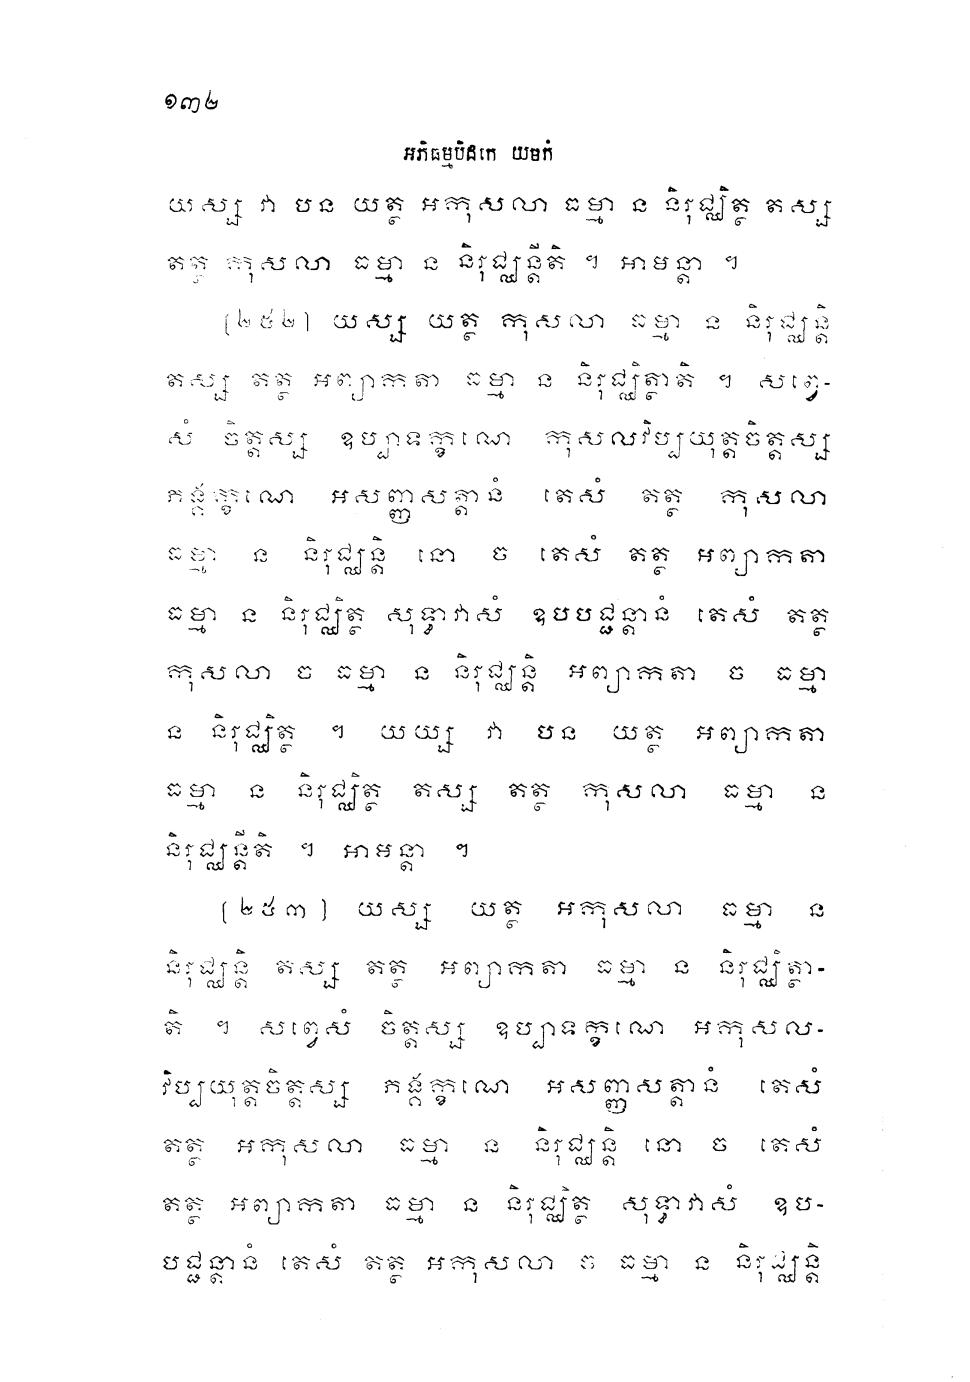 ១៣២
អភិធម្មបិដកេ យមកំ
យស្ស វា បន យត្ថ អកុសលា ធម្មា ន និរុជ្ឈិត្ថ តស្ស
តត្ថ កុសលា ធម្មា ន និរុជ្ឈន្តីតិ ។ អាមន្តា ។
(២៥២) យស្ស យត្ថ កុសលា ធម្មា ន និរុជ្ឈន្តិ
តស្ស តត្ថ អព្យាកតា ធម្មា ន និរុជ្ឈិត្ថាតិ ។ សព្វេ-
សំ ចិត្តស្ស ឧប្បាទក្ខណេ កុសលវិប្បយុត្តចិត្តស្ស
ភង្គក្ខណេ អសញ្ញសត្តានំ តេសំ តត្ថ កុសលា
ធម្មា ន និរុជ្ឈន្តិ នោ ច តេសំ តត្ថ អព្យាកតា
ធម្មា ន និរុជ្ឈិត្ថ សុទ្ធាវាសំ ឧបបជ្ជន្តានំ តេសំ តត្ថ
កុសលា ច ធម្មា ន និរុជ្ឈន្តិ អព្យាកតា ច ធម្មា
ន និរុជ្ឈិត្ថ ។ យយ្ស វា បន យត្ថ អព្យាកតា
ធម្មា ន និរុជ្ឈិត្ថ តស្ស តត្ថ កុសលា ធម្មា ន
និរុជ្ឈន្តីតិ ។ អាមន្តា ។
(២៥៣) យស្ស យត្ថ អកុសលា ធម្មា ន
និរុជ្ឈន្តិ តស្ស តត្ថ អព្យាកតា ធម្មា ន និរុជ្ឈិត្ថា-
តិ ។ សព្វេសំ ចិត្តស្ស ឧប្បាទក្ខណេ អកុសល-
វិប្បយុត្តចិត្តស្ស ភង្គក្ខណេ អសញ្ញសត្តានំ តេសំ
តត្ថ អកុសលា ធម្មា ន និរុជ្ឈន្តិ នោ ច តេសំ
តត្ថ អព្យាកតា ធម្មា ន និរុជ្ឈិត្ថ សុទ្ធាវាសំ ឧប-
បជ្ជន្តានំ តេសំ តត្ថ អកុសលា ច ធម្មា ន និរុជ្ឈន្តិ